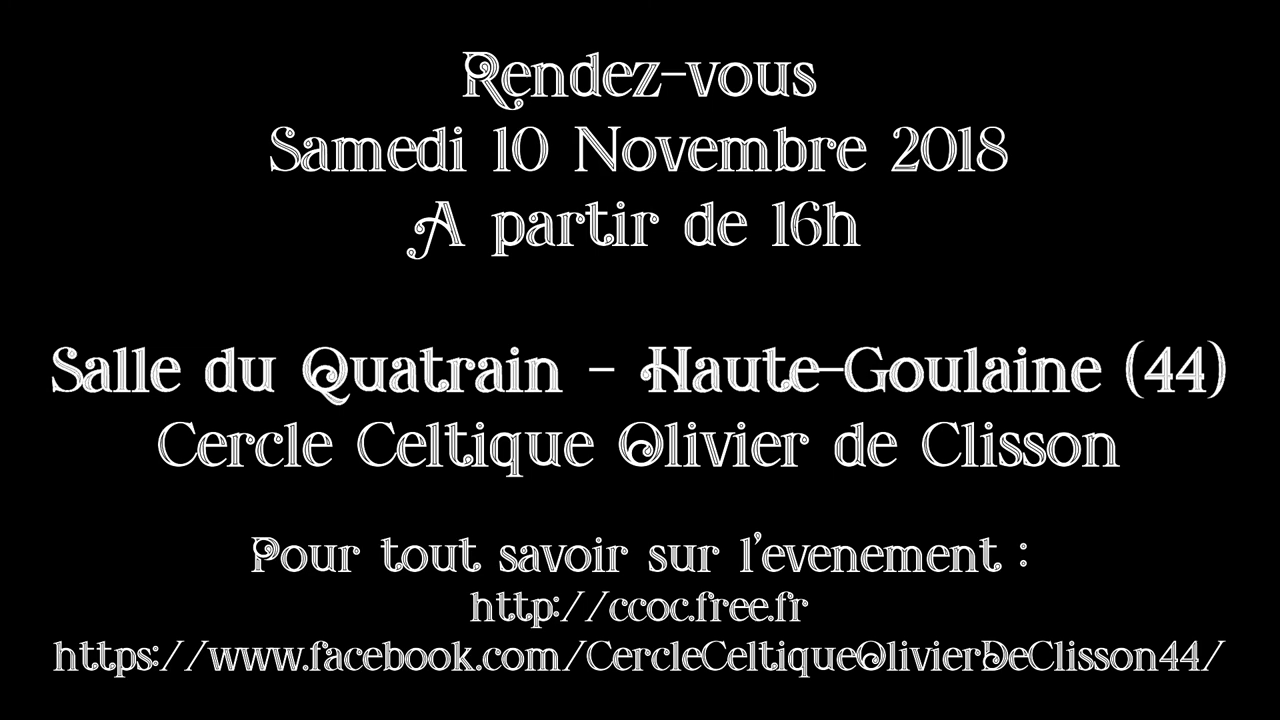 Rendez-vous
Samedi 10 Novembre 2018
A partir de 16h
Salle du Quatrain - Haute-Goulaine (44)
Cercle Celtique Olivier de Clisson
Pour tout savoir sur l'evenement :
http://ccoc.free.fr
https://www.facebook.com/CercleCeltiqueOlivierDeClisson44/